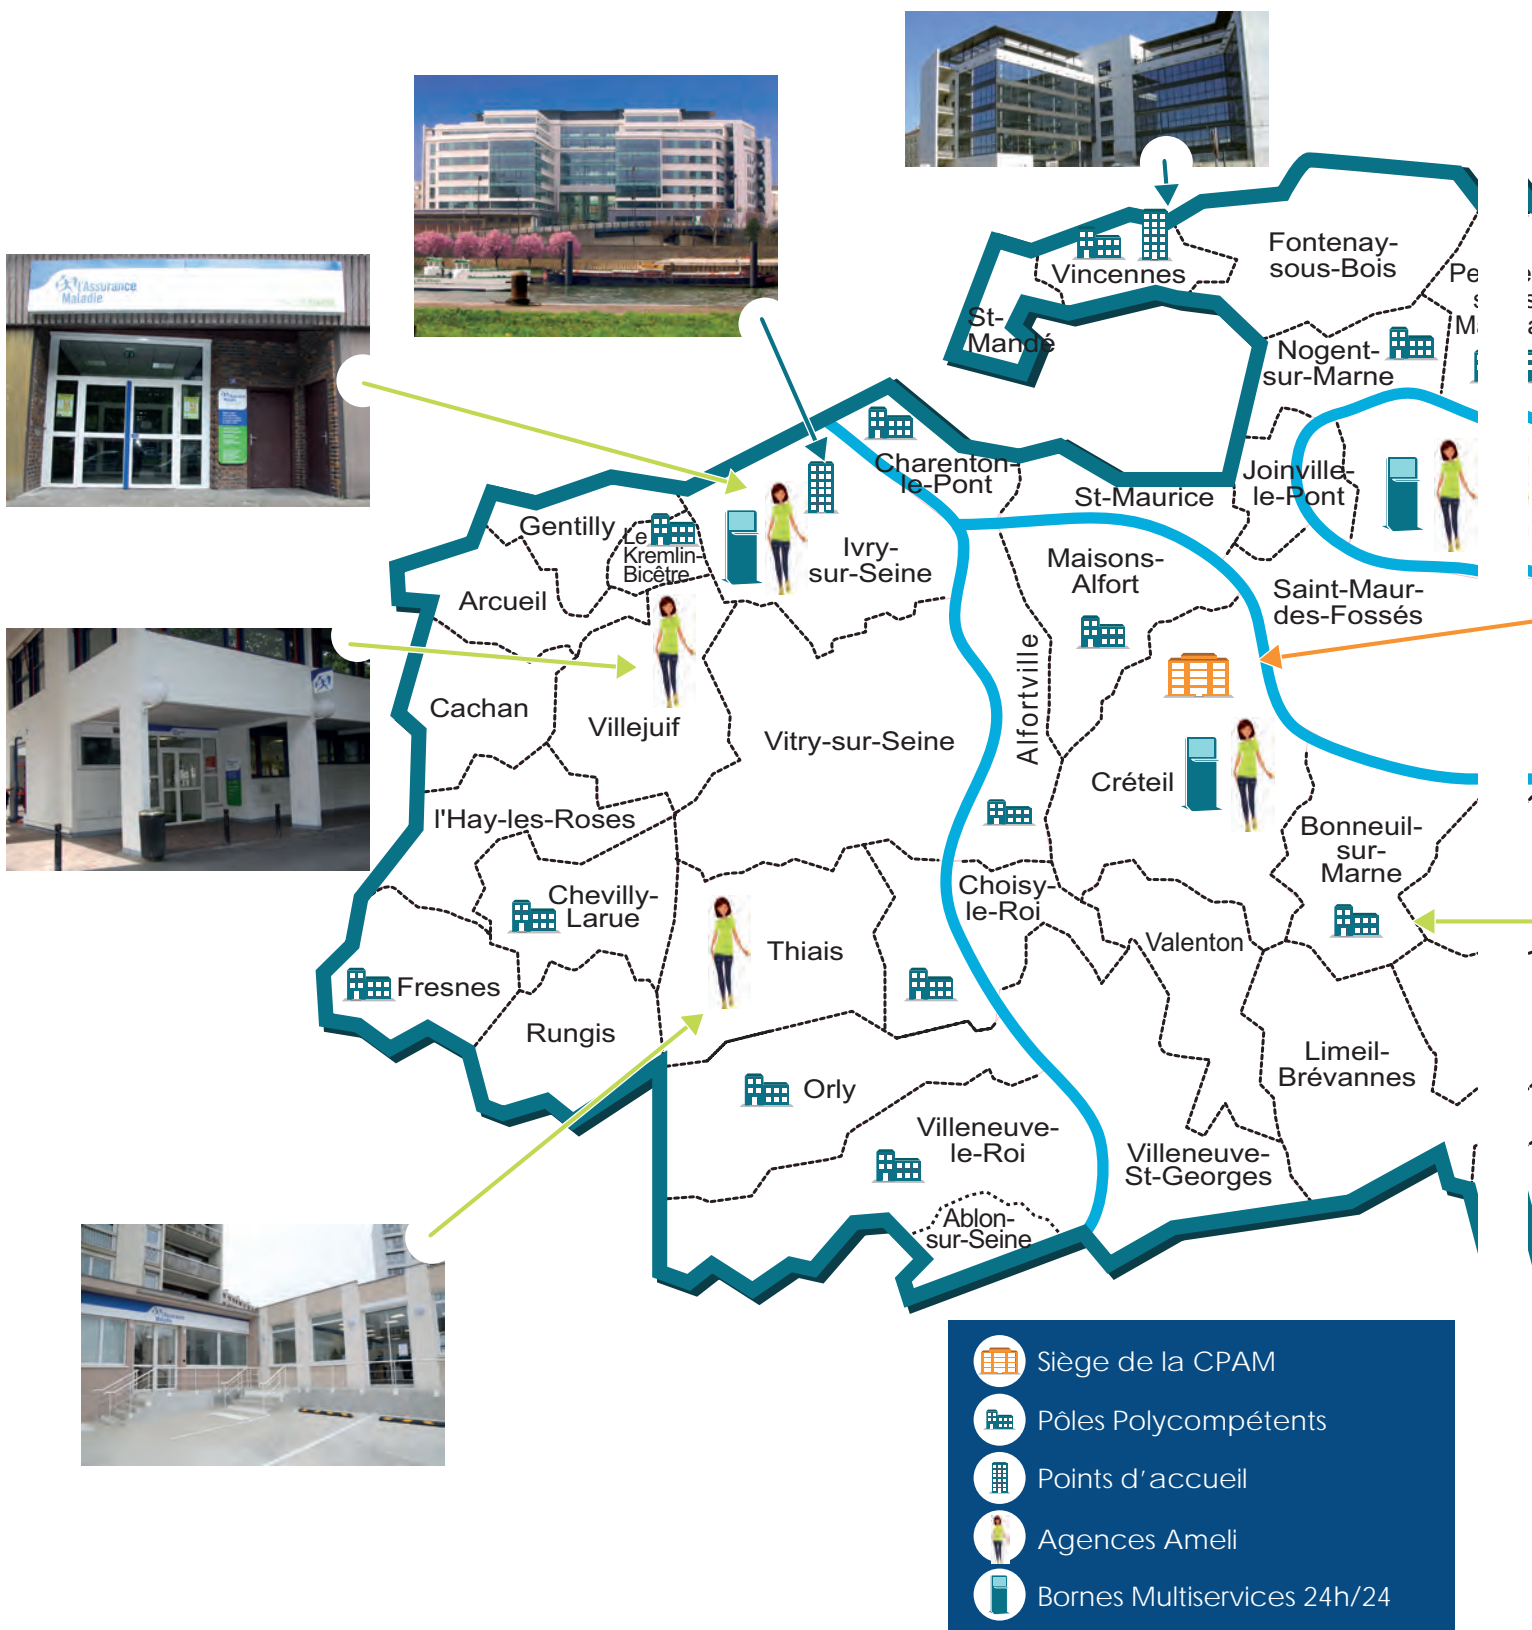 l'Assurance
Maladie
Vincennes
Fontenay-
sous-Bois
St-
Mandé
Nogent-
sur-Marne
Charenton-
le-Pont
St-Maurice
Joinville-
le-Pont
Gentilly
Le
Kremlin-
Bicêtre
Ivry-
sur-Seine
Maisons-
Alfort
Saint-Maur-
des-Fossés
Arcueil
Alfortville
Cachan
Villejuif
Vitry-sur-Seine
Créteil
l'Hay-les-Roses
Bonneuil-
sur-
Marne
Chevilly-
Larue
Choisy-
le-Roi
Thiais
Valenton
Fresnes
Rungis
Limeil-
Brévannes
Orly
Villeneuve-
le-Roi
Villeneuve-
St-Georges
Ablon-
sur-Seine
l'Assurance
Maladie
Siège de la CPAM
Pôles Polycompétents
Points d'accueil
Agences Ameli
Bornes Multiservices 24h/24